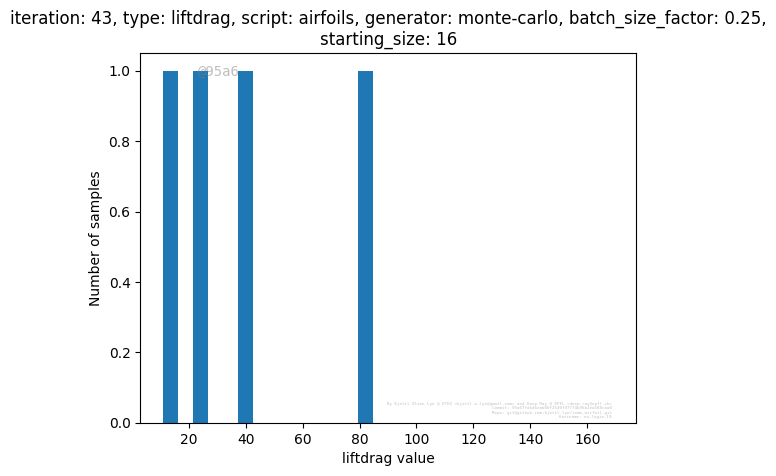 iteration: 43, type: liftdrag, script: airfoils, generator: monte-carlo, batch_size_factor: 0.25,
starting_size: 16
@95a6
1.0
0.8
0.6
0.4
0.2
0.0
Number of samples
20 40 60 80 100 120 140 160
liftdrag value